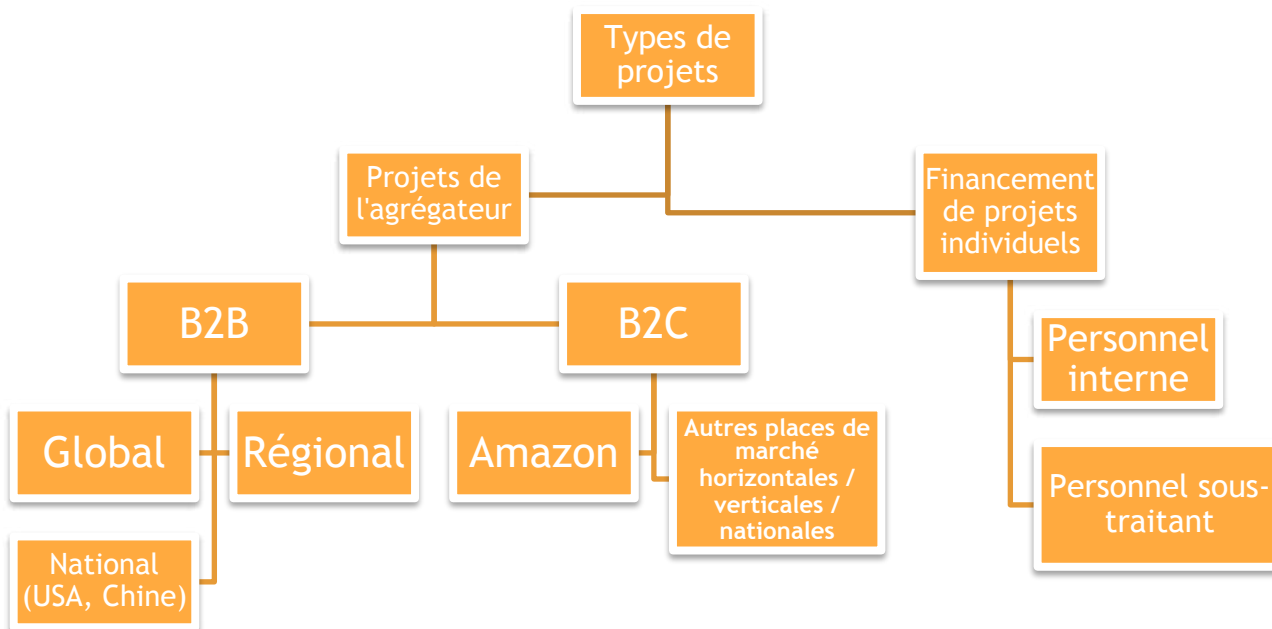 Types de
projets
Projets de
l'agrégateur
Financement
de projets
individuels
B2B
B2C
Personnel
interne
Global
Régional
Amazon
Autres places de
marché
horizontales /
verticales /
nationales
Personnel sous-
traitant
National
(USA, Chine)